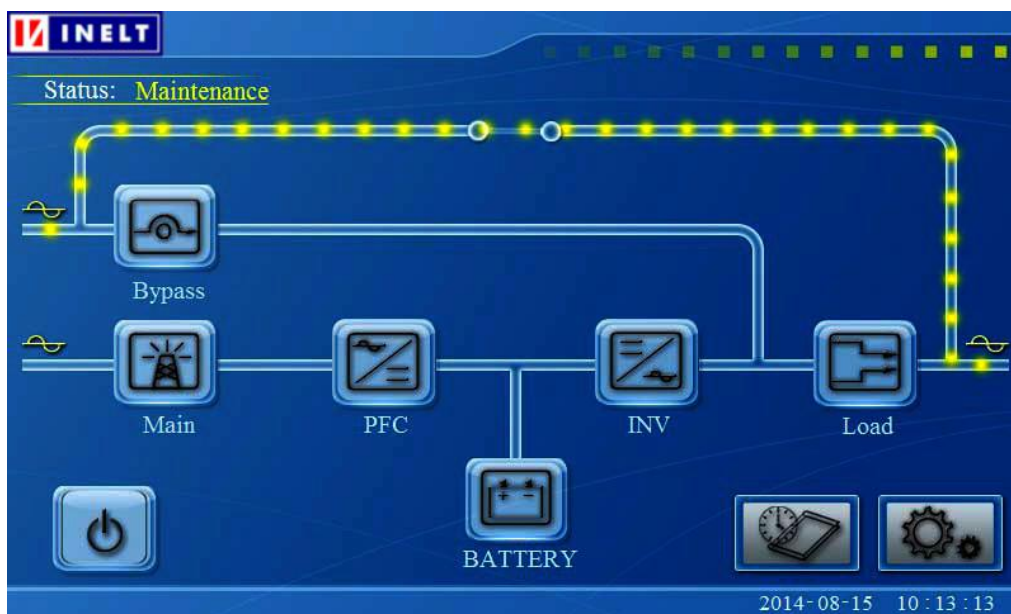 INELT
Status: Maintenance
Bypass
Main
PFC
INV
Load
BATTERY
2014-08-15 10:13:13